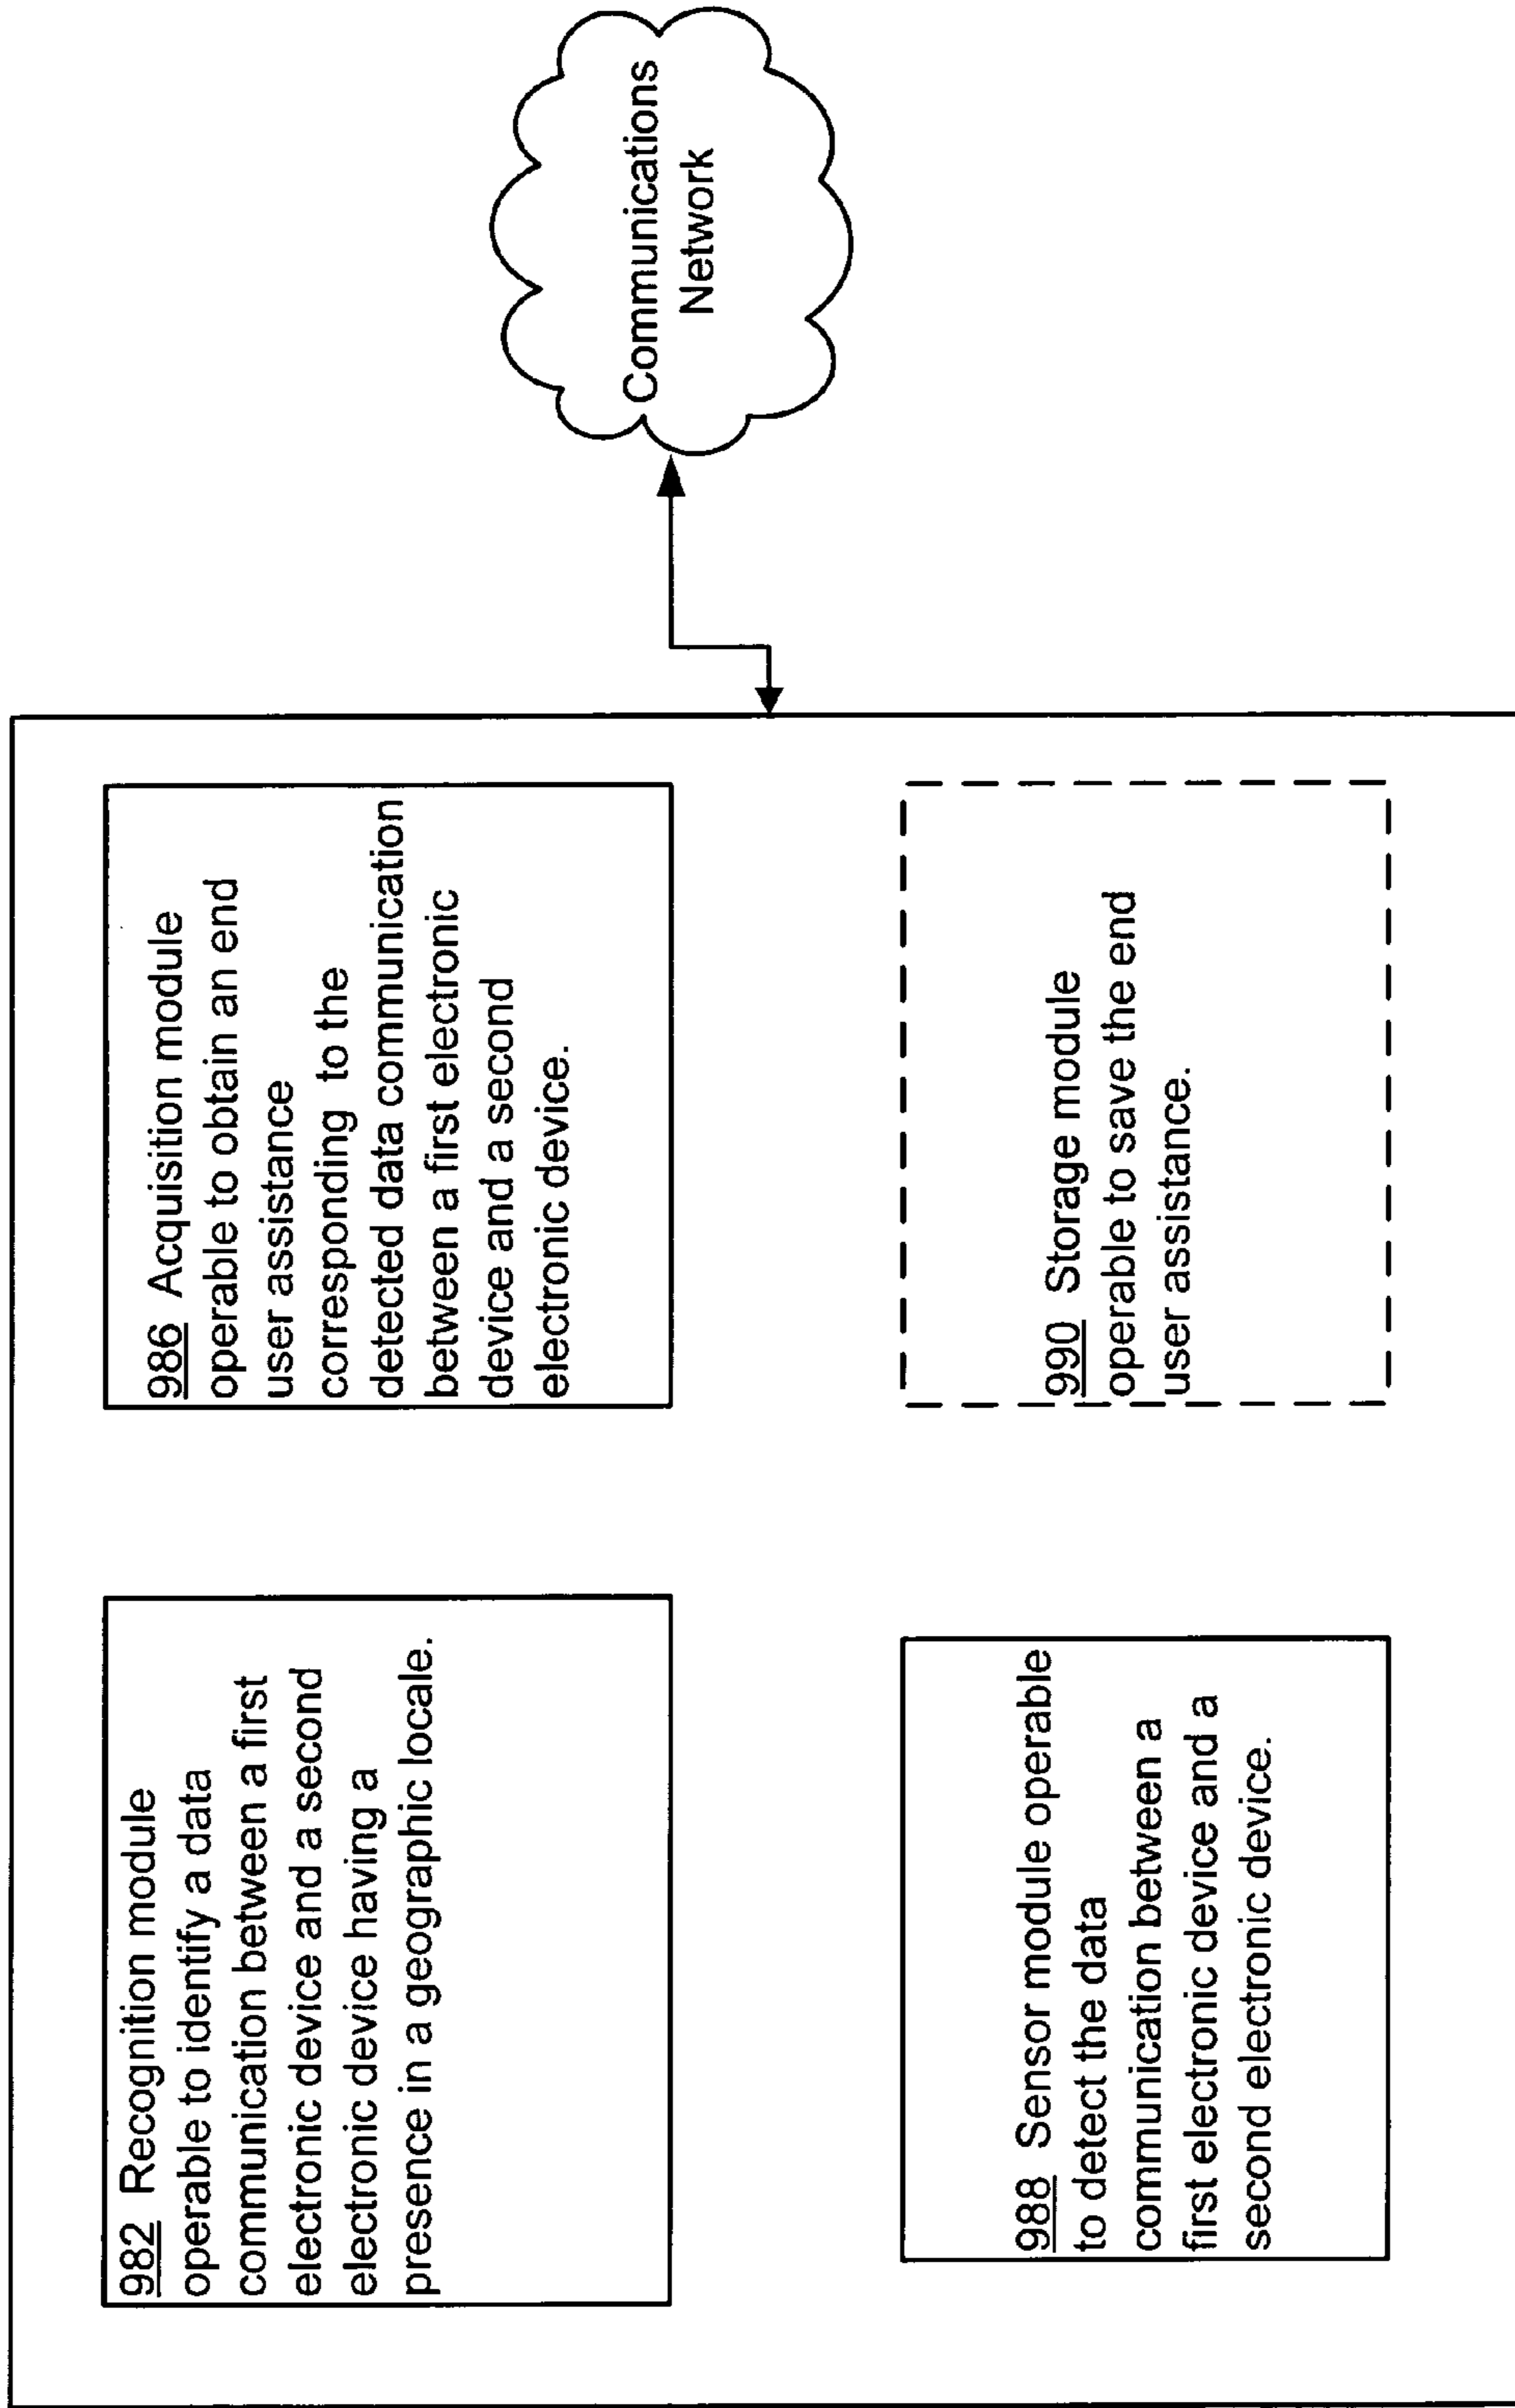 982 Recognition module
operable to identify a data
communication between a first
electronic device and a second
electronic device having a
presence in a geographic locale.
986 Acquisition module
operable to obtain an end
user assistance
corresponding to the
detected data communication
between a first electronic
device and a second
electronic device.
988 Sensor module operable
to detect the data
communication between a
first electronic device and a
second electronic device.
990 Storage module
operable to save the end
user assistance.
Communications
Network